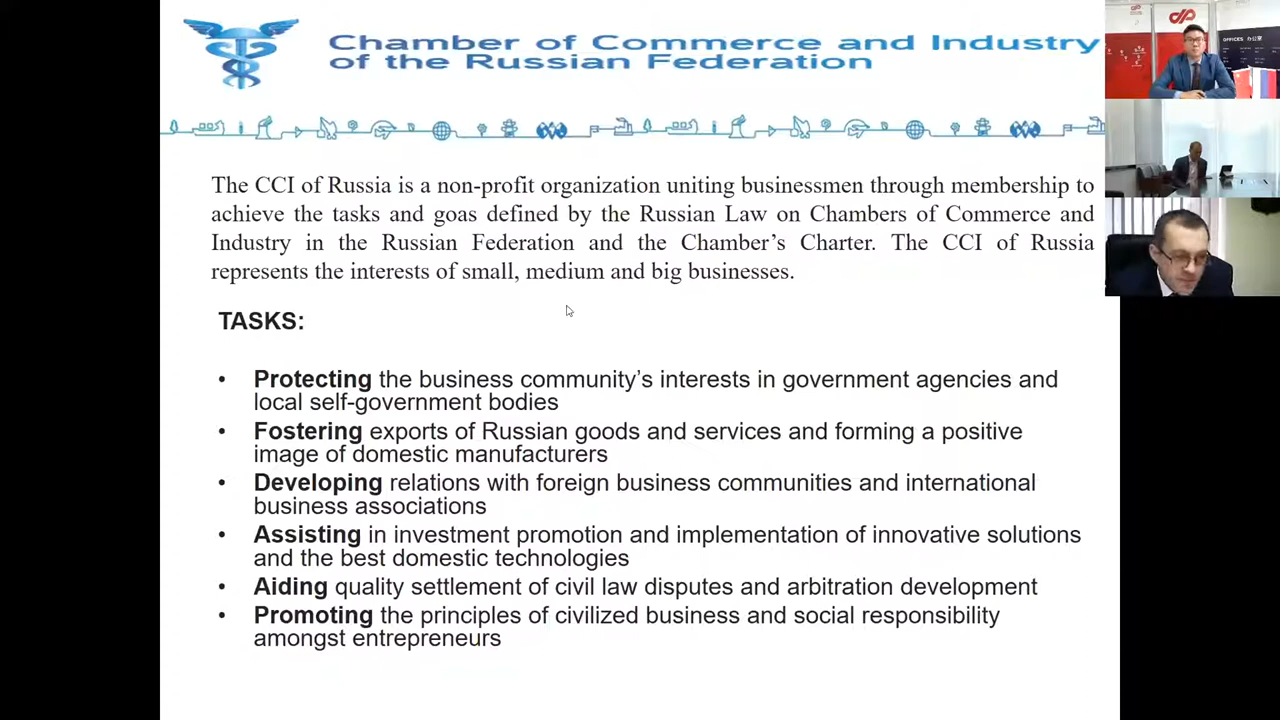 Chamber of Commerce and Industry
of the Russian Federation
OFFICES 办公室
The CCI of Russia is a non-profit organization uniting businessmen through membership to
achieve the tasks and goas defined by the Russian Law on Chambers of Commerce and
Industry in the Russian Federation and the Chamber’s Charter. The CCI of Russia
represents the interests of small, medium and big businesses.
TASKS:
• Protecting the business community’s interests in government agencies and
local self-government bodies
• Fostering exports of Russian goods and services and forming a positive
image of domestic manufacturers
• Developing relations with foreign business communities and international
business associations
• Assisting in investment promotion and implementation of innovative solutions
and the best domestic technologies
• Aiding quality settlement of civil law disputes and arbitration development
• Promoting the principles of civilized business and social responsibility
amongst entrepreneurs